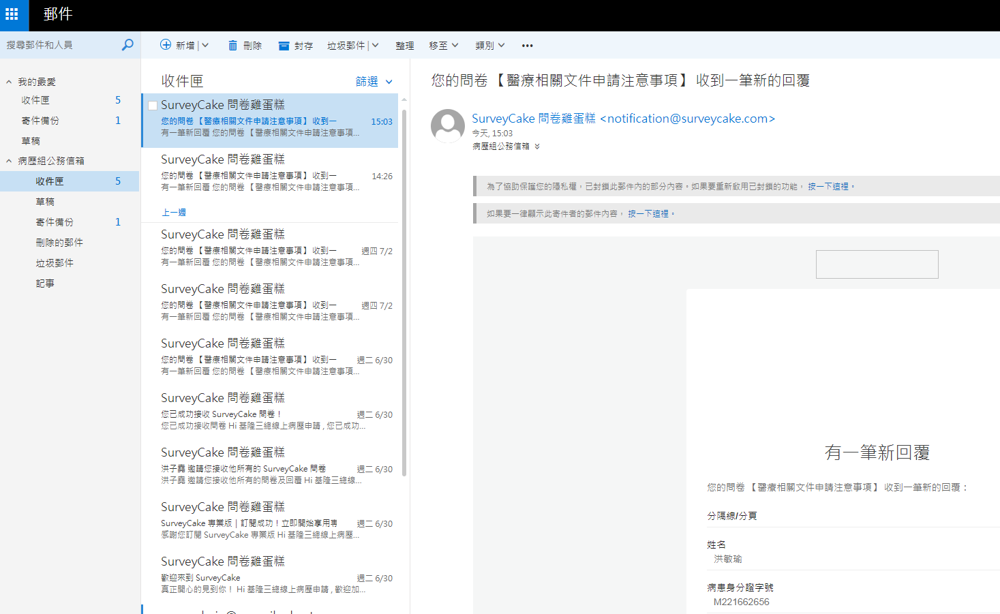 郵件
搜尋郵件和人員
新增
刪除
封存
垃圾郵件
整理
移至
類別
•••
我的最愛
收件匣 5
寄件備份 1
草稿
病歷組公務信箱
收件匣 5
草稿
寄件備份 1
刪除的郵件
垃圾郵件
記事
收件匣
篩選
SurveyCake 問卷雞蛋糕
您的問卷【醫療相關文件申請注意事項】收到一 15:03
有一筆新回覆 您的問卷【醫療相關文件申請注意事項...
SurveyCake 問卷雞蛋糕
您的問卷【醫療相關文件申請注意事項】收到一 14:26
有一筆新回覆 您的問卷【醫療相關文件申請注意事項...
上一週
SurveyCake 問卷雞蛋糕
您的問卷【醫療相關文件申請注意事項】收到一 週四 7/2
有一筆新回覆 您的問卷【醫療相關文件申請注意事項...
SurveyCake 問卷雞蛋糕
您的問卷【醫療相關文件申請注意事項】收到一 週四 7/2
有一筆新回覆 您的問卷【醫療相關文件申請注意事項...
SurveyCake 問卷雞蛋糕
您的問卷【醫療相關文件申請注意事項】收到一 週二 6/30
有一筆新回覆 您的問卷【醫療相關文件申請注意事項...
SurveyCake 問卷雞蛋糕
您已成功接收 SurveyCake 問卷！ 週二 6/30
您已成功接收問卷 Hi 基隆三總線上病歷申請 , 您已成功...
SurveyCake 問卷雞蛋糕
洪子堯 邀請您接收他所有的 SurveyCake 問卷 週二 6/30
洪子堯 邀請您接收他所有的問卷及回覆 Hi 基隆三總線...
SurveyCake 問卷雞蛋糕
SurveyCake 專業版｜訂閱成功！立即開始享用專 週二 6/30
感謝您訂閱 SurveyCake 專業版 Hi 基隆三總線上病歷...
SurveyCake 問卷雞蛋糕
歡迎來到 SurveyCake 週二 6/30
真正開心的見到你！ Hi 基隆三總線上病歷申請 , 歡迎加...
您的問卷【醫療相關文件申請注意事項】收到一筆新的回覆
SurveyCake 問卷雞蛋糕 <notification@surveycake.com>
今天, 15:03
病歷組公務信箱
為了協助保護您的隱私權，已封鎖此郵件內的部分內容。如果要重新啟用已封鎖的功能， 按一下這裡。
如果要一律顯示此寄件者的郵件內容， 按一下這裡。
有一筆新回覆
您的問卷【醫療相關文件申請注意事項】收到一筆新的回覆：
分隔線/分頁
姓名
洪敏瑜
病患身分證字號
M221662656